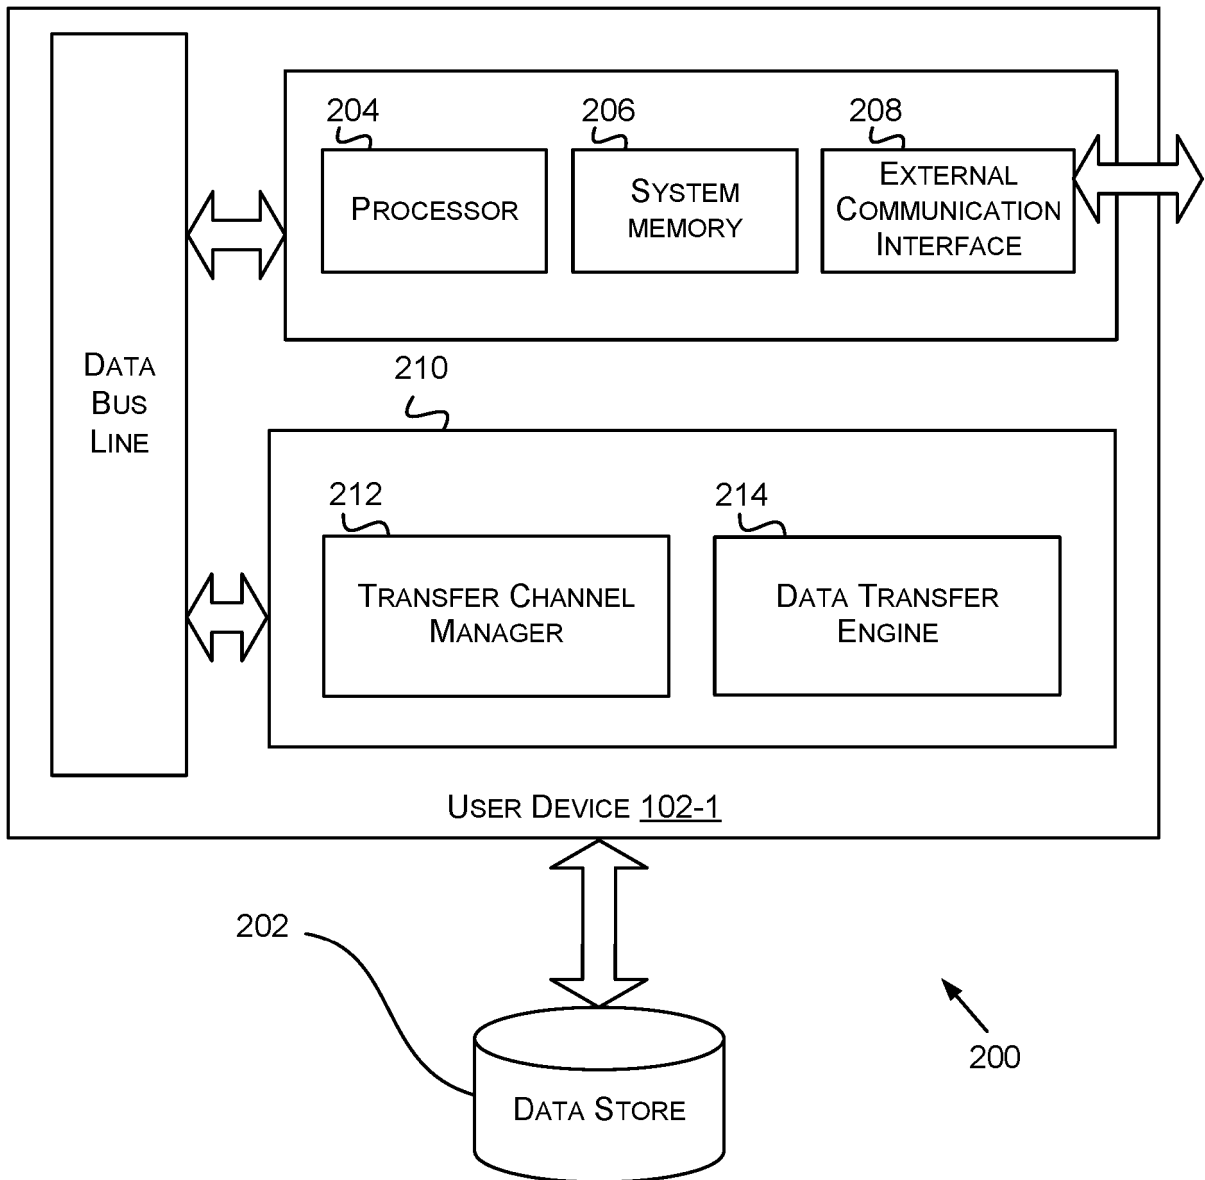 204
206
208
PROCESSOR
SYSTEM
MEMORY
EXTERNAL
COMMUNICATION
INTERFACE
DATA
BUS
LINE
210
212
214
TRANSFER CHANNEL
MANAGER
DATA TRANSFER
ENGINE
USER DEVICE 102-1
202
200
DATA STORE